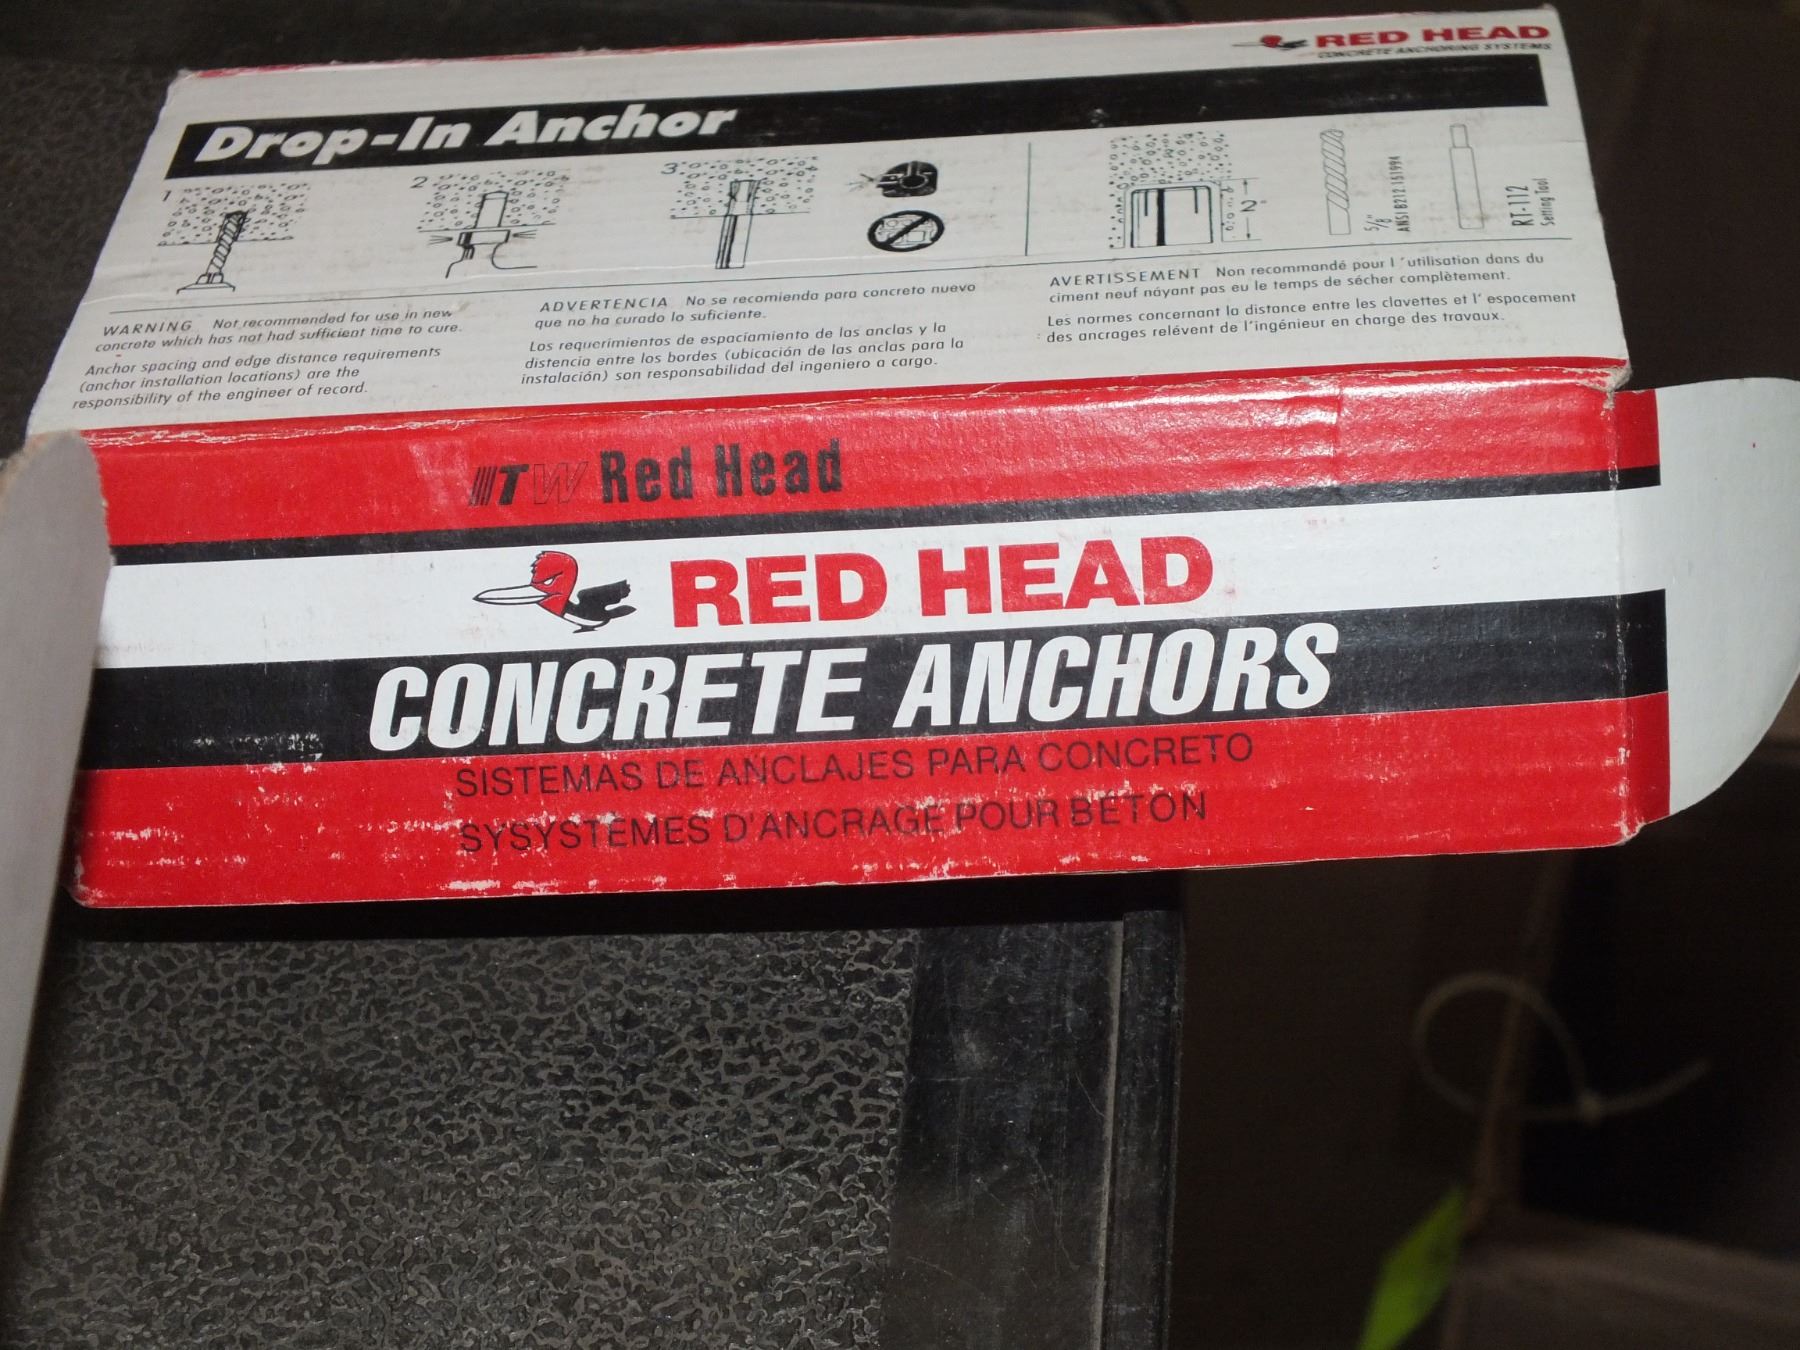 RED HEAD
CONCRETE ANCHORING SYSTEMS
Drop-In Anchor
1
2
3
2"
5/8"
ANSI B212.151994
RT-112
Setting Tool
WARNING Not recommended for use in new
concrete which has not had sufficient time to cure.
Anchor spacing and edge distance requirements
(anchor installation locations) are the
responsibility of the engineer of record.
ADVERTENCIA No se recomienda para concreto nuevo
que no ha curado lo suficiente.
Los requerimientos de espaciamiento de las anclas y la
distencia entre los bordes (ubicación de las anclas para la
instalación) son responsabilidad del ingeniero a cargo.
AVERTISSEMENT Non recommandé pour l'utilisation dans du
ciment neuf náyant pas eu le temps de sécher complètement.
Les normes concernant la distance entre les clavettes et l'espacement
des ancrages relévent de l'ingénieur en charge des travaux.
ITW Red Head
RED HEAD
CONCRETE ANCHORS
SISTEMAS DE ANCLAJES PARA CONCRETO
SYSYSTEMES D'ANCRAGE POUR BÉTON